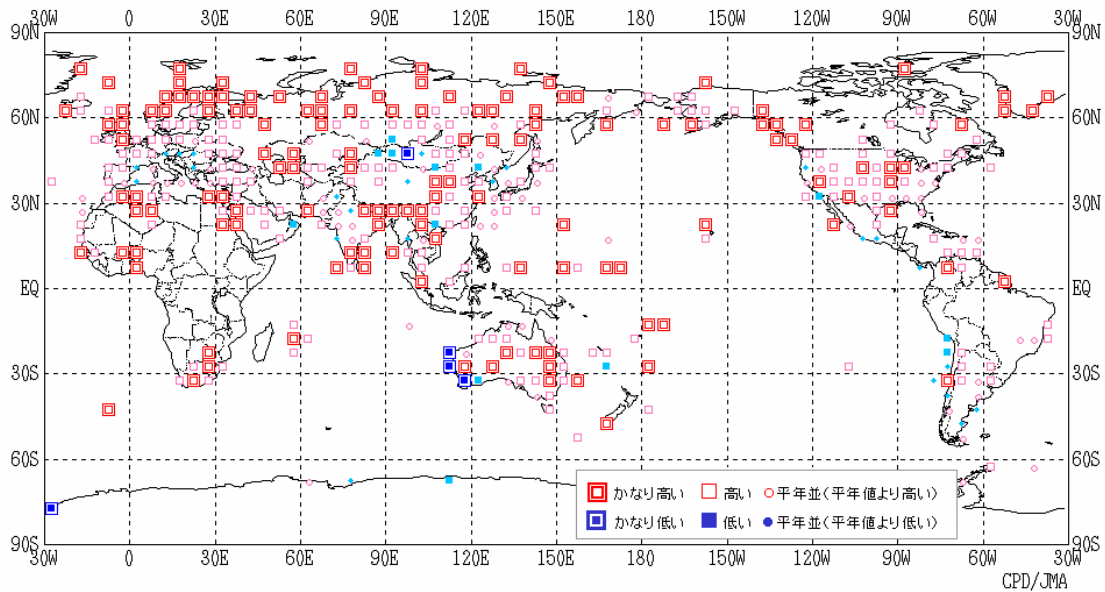 30W 0 30E 60E 90E 120E 150E 180 150W 120W 90W 60W 30W
90N 90N
60N 60N
30N 30N
EQ EQ
30S 30S
60S 60S
かなり高い 高い 平年並(平年値より高い)
かなり低い 低い 平年並(平年値より低い)
90S 90S
30W 0 30E 60E 90E 120E 150E 180 150W 120W 90W 60W 30W
CPD/JMA